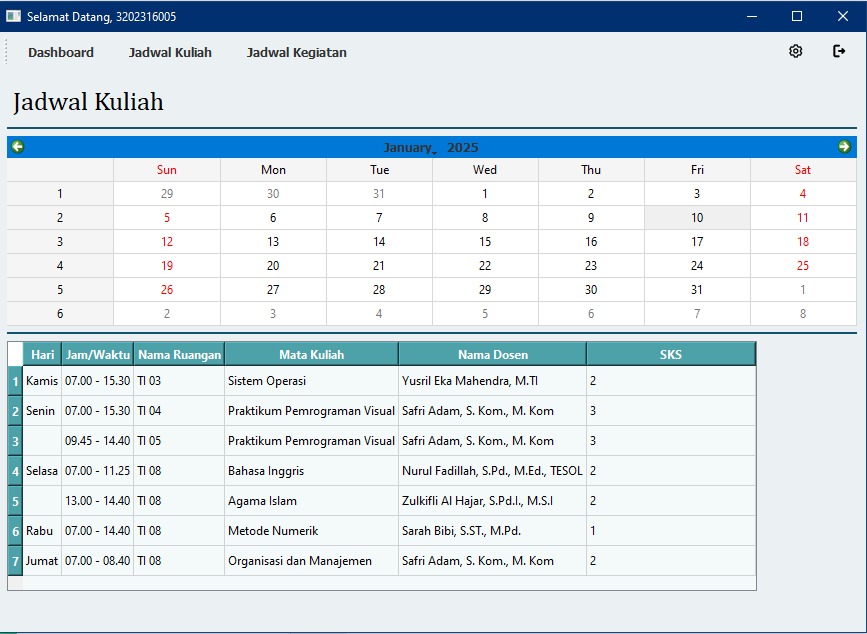 Selamat Datang, 3202316005
Dashboard Jadwal Kuliah Jadwal Kegiatan
Jadwal Kuliah
January 2025
Sun Mon Tue Wed Thu Fri Sat
1 29 30 31 1 2 3 4
2 5 6 7 8 9 10 11
3 12 13 14 15 16 17 18
4 19 20 21 22 23 24 25
5 26 27 28 29 30 31 1
6 2 3 4 5 6 7 8
Hari Jam/Waktu Nama Ruangan Mata Kuliah Nama Dosen SKS
1 Kamis 07.00 - 15.30 TI 03 Sistem Operasi Yusril Eka Mahendra, M.TI 2
2 Senin 07.00 - 15.30 TI 04 Praktikum Pemrograman Visual Safri Adam, S. Kom., M. Kom 3
3 09.45 - 14.40 TI 05 Praktikum Pemrograman Visual Safri Adam, S. Kom., M. Kom 3
4 Selasa 07.00 - 11.25 TI 08 Bahasa Inggris Nurul Fadillah, S.Pd., M.Ed., TESOL 2
5 13.00 - 14.40 TI 08 Agama Islam Zulkifli Al Hajar, S.Pd.I., M.S.I 2
6 Rabu 07.00 - 14.40 TI 08 Metode Numerik Sarah Bibi, S.ST., M.Pd. 1
7 Jumat 07.00 - 08.40 TI 08 Organisasi dan Manajemen Safri Adam, S. Kom., M. Kom 2